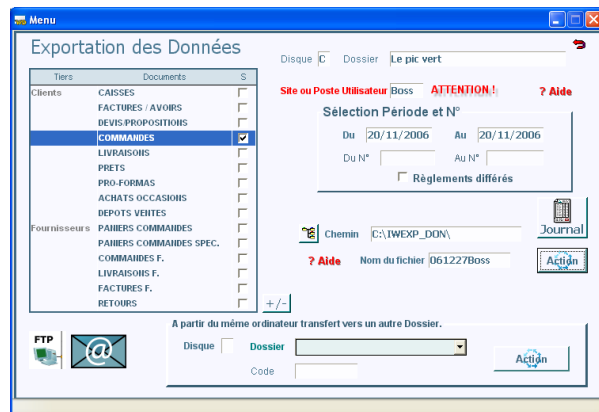 Menu
Exportation des Données
Disque C Dossier Le pic vert
Tiers Documents S
Site ou Poste Utilisateur Boss ATTENTION ! ? Aide
Clients CAISSES
FACTURES / AVOIRS
DEVIS/PROPOSITIONS
COMMANDES
LIVRAISONS
PRETS
PRO-FORMAS
ACHATS OCCASIONS
DEPOTS VENTES
Fournisseurs PANIERS COMMANDES
PANIERS COMMANDES SPEC.
COMMANDES F.
LIVRAISONS F.
FACTURES F.
RETOURS
+/-
Sélection Période et N°
Du 20/11/2006 Au 20/11/2006
Du N° Au N°
Règlements différés
Journal
Chemin C:\IWEXP_DON\
? Aide Nom du fichier 061227Boss
Action
A partir du même ordinateur transfert vers un autre Dossier.
FTP
@
Disque Dossier
Code
Action